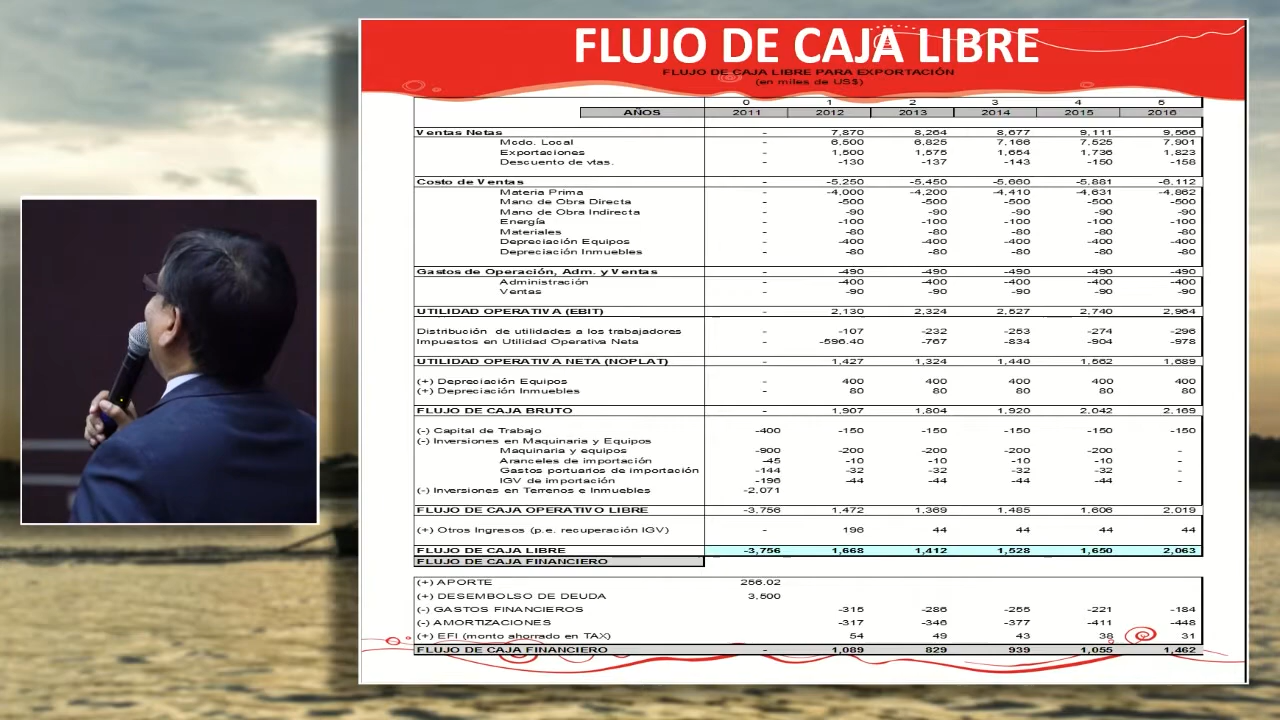 FLUJO DE CAJA LIBRE
FLUJO DE CAJA LIBRE PARA EXPORTACIÓN
(en miles de US$)
0 1 2 3 4 5
AÑOS 2011 2012 2013 2014 2015 2016
Ventas Netas - 7,870 8,264 8,677 9,111 9,566
Mcdo. Local - 6,500 6,825 7,166 7,525 7,901
Exportaciones - 1,500 1,575 1,654 1,736 1,823
Descuento de vtas. - -130 -137 -143 -150 -158
Costo de Ventas - -5,250 -5,450 -5,660 -5,881 -6,112
Materia Prima - -4,000 -4,200 -4,410 -4,631 -4,862
Mano de Obra Directa - -500 -500 -500 -500 -500
Mano de Obra Indirecta - -90 -90 -90 -90 -90
Energía - -100 -100 -100 -100 -100
Materiales - -80 -80 -80 -80 -80
Depreciación Equipos - -400 -400 -400 -400 -400
Depreciación Inmuebles - -80 -80 -80 -80 -80
Gastos de Operación, Adm. y Ventas - -490 -490 -490 -490 -490
Administración - -400 -400 -400 -400 -400
Ventas - -90 -90 -90 -90 -90
UTILIDAD OPERATIVA (EBIT) - 2,130 2,324 2,527 2,740 2,964
Distribución de utilidades a los trabajadores - -107 -232 -253 -274 -296
Impuestos en Utilidad Operativa Neta - -596.40 -767 -834 -904 -978
UTILIDAD OPERATIVA NETA (NOPLAT) - 1,427 1,324 1,440 1,562 1,689
(+) Depreciación Equipos - 400 400 400 400 400
(+) Depreciación Inmuebles - 80 80 80 80 80
FLUJO DE CAJA BRUTO - 1,907 1,804 1,920 2,042 2,169
(-) Capital de Trabajo -400 -150 -150 -150 -150 -150
(-) Inversiones en Maquinaria y Equipos
Maquinaria y equipos -900 -200 -200 -200 -200 -
Aranceles de importación -45 -10 -10 -10 -10 -
Gastos portuarios de importación -144 -32 -32 -32 -32 -
IGV de importación -196 -44 -44 -44 -44 -
(-) Inversiones en Terrenos e Inmuebles -2,071
FLUJO DE CAJA OPERATIVO LIBRE -3,756 1,472 1,369 1,485 1,606 2,019
(+) Otros Ingresos (p.e. recuperación IGV) - 196 44 44 44 44
FLUJO DE CAJA LIBRE -3,756 1,668 1,412 1,528 1,650 2,063
FLUJO DE CAJA FINANCIERO
(+) APORTE 256.02
(+) DESEMBOLSO DE DEUDA 3,500
(-) GASTOS FINANCIEROS -315 -286 -255 -221 -184
(-) AMORTIZACIONES -317 -346 -377 -411 -448
(+) EFI (monto ahorrado en TAX) 54 49 43 38 31
FLUJO DE CAJA FINANCIERO - 1,089 829 939 1,055 1,462